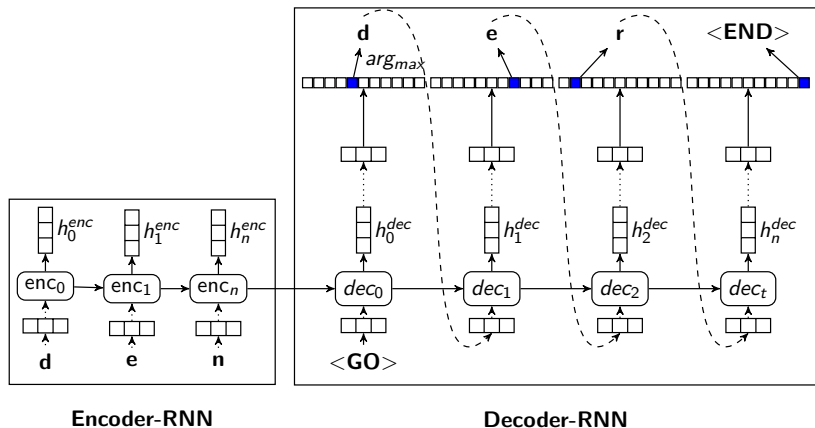 d e r <END>
arg_max
h_0^{enc} h_1^{enc} h_n^{enc} h_0^{dec} h_1^{dec} h_2^{dec} h_n^{dec}
enc_0 enc_1 enc_n dec_0 dec_1 dec_2 dec_t
d e n <GO>
Encoder-RNN Decoder-RNN